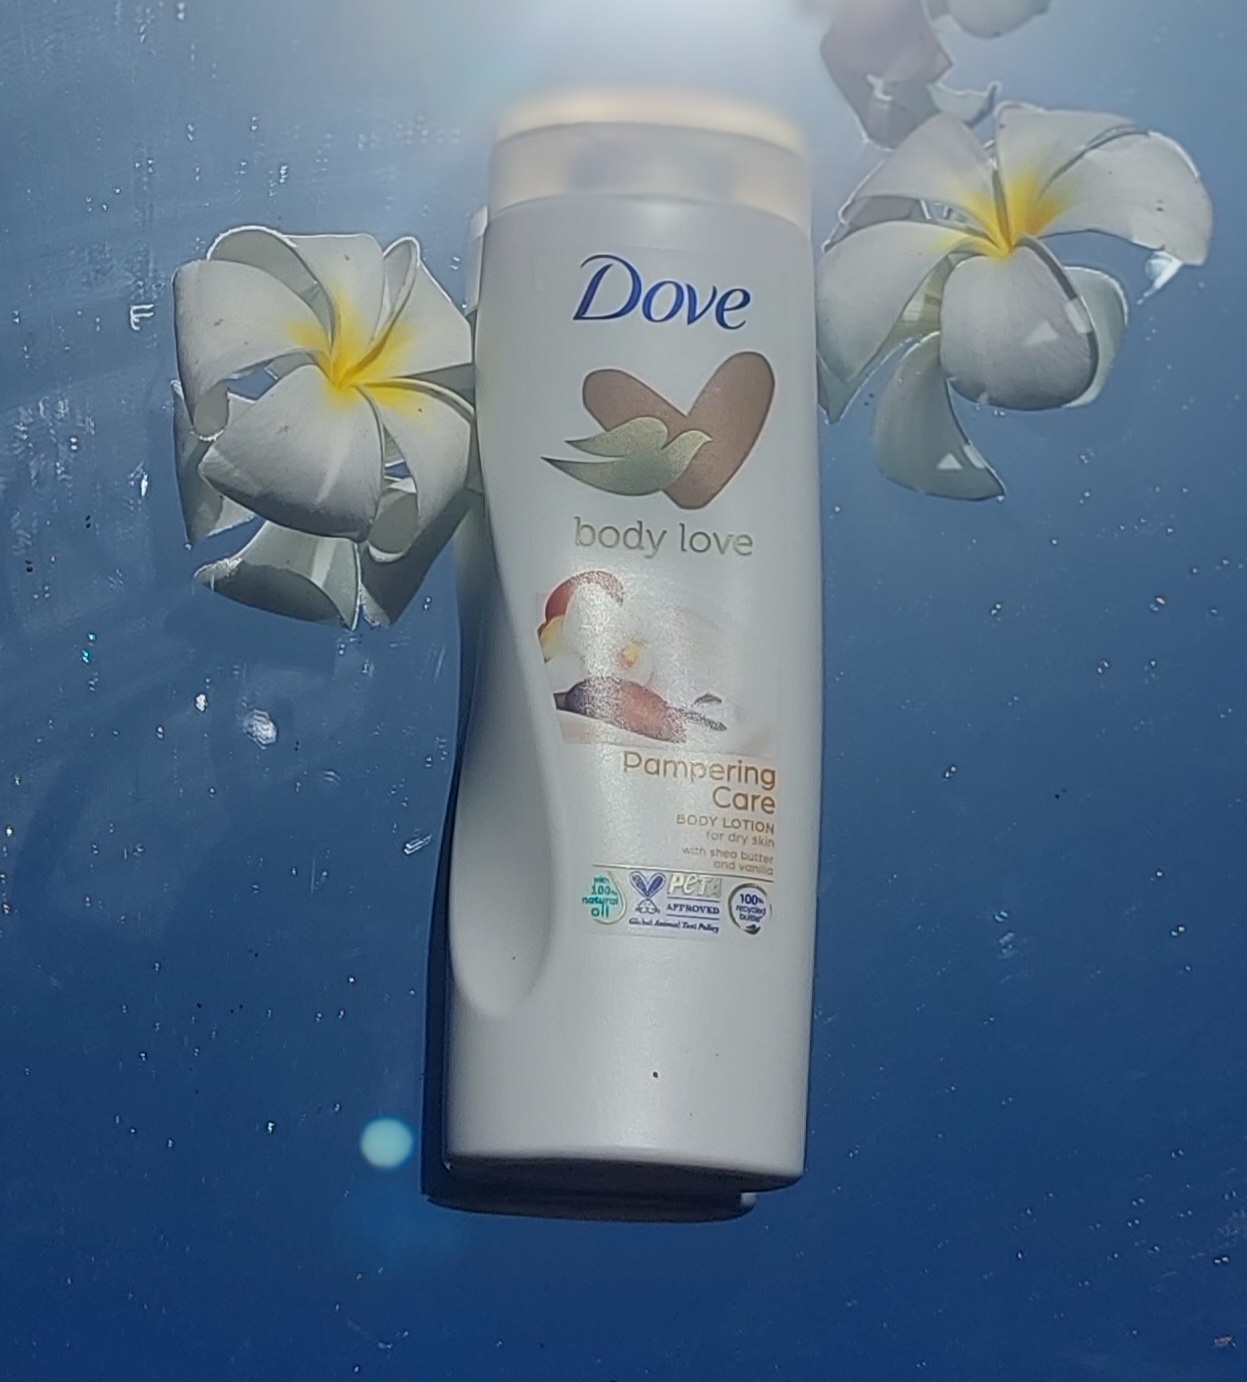 Dove
body love
Pampering
Care
BODY LOTION
for dry skin
with shea butter
and vanilla
with
100%
natural
oil
PETA
APPROVED
Global Animal Test Policy
100%
recycled
bottle